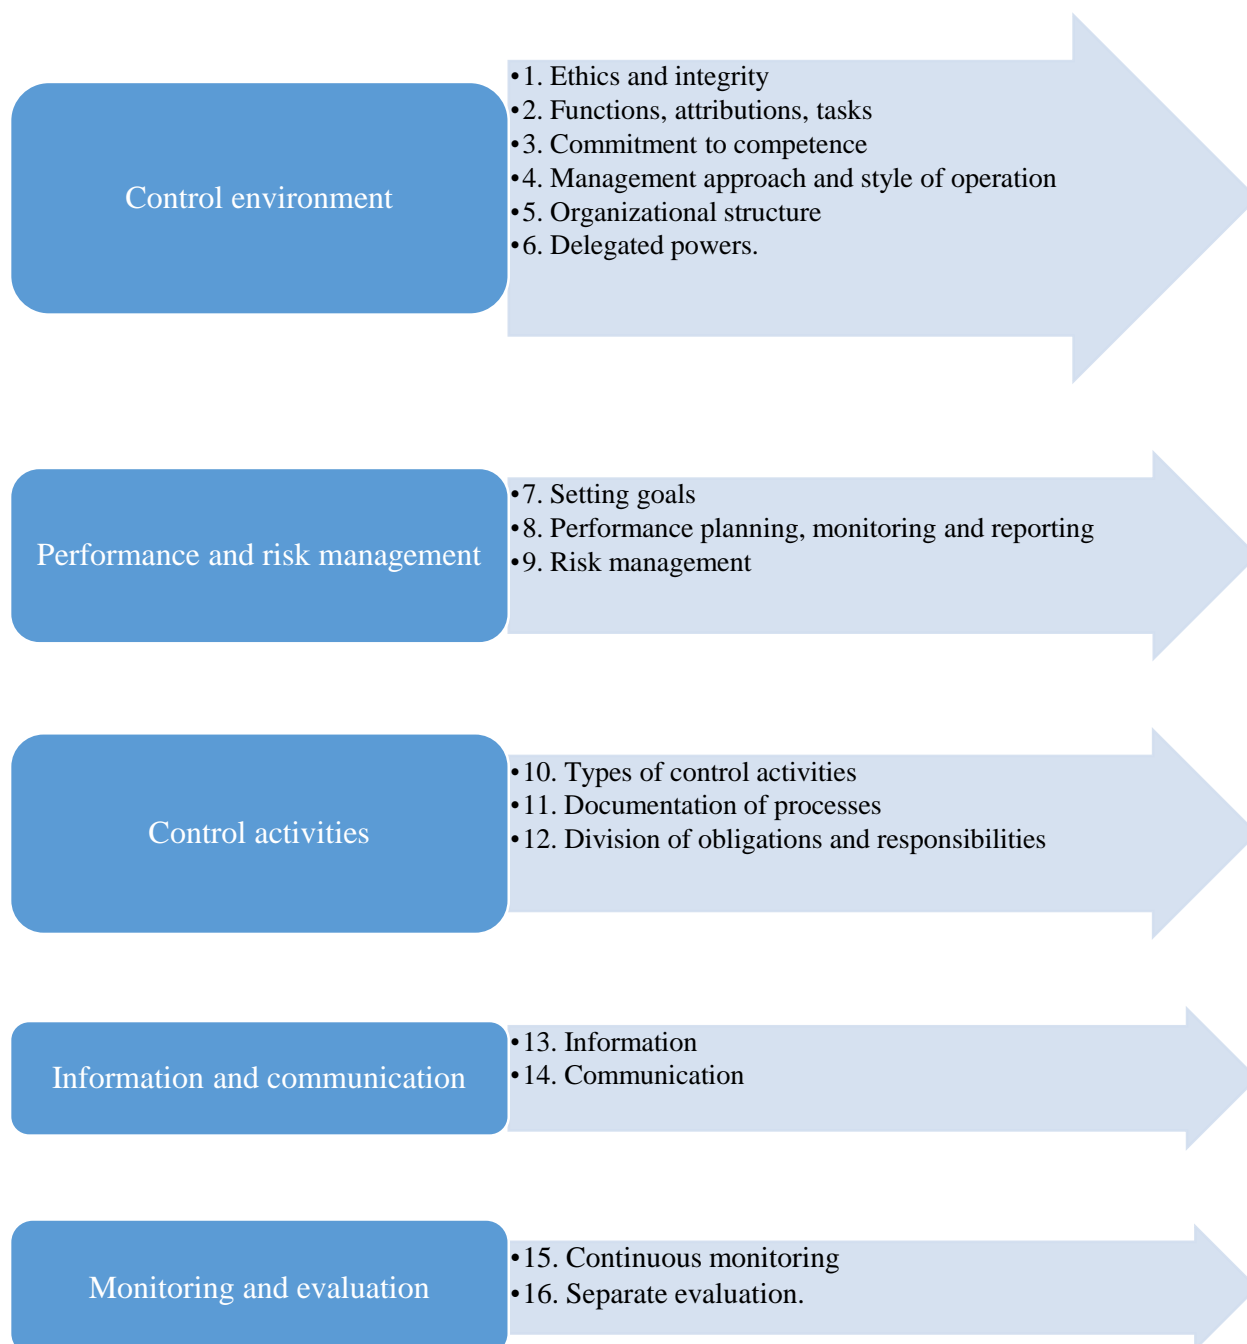 Control environment
•1. Ethics and integrity
•2. Functions, attributions, tasks
•3. Commitment to competence
•4. Management approach and style of operation
•5. Organizational structure
•6. Delegated powers.
Performance and risk management
•7. Setting goals
•8. Performance planning, monitoring and reporting
•9. Risk management
Control activities
•10. Types of control activities
•11. Documentation of processes
•12. Division of obligations and responsibilities
Information and communication
•13. Information
•14. Communication
Monitoring and evaluation
•15. Continuous monitoring
•16. Separate evaluation.